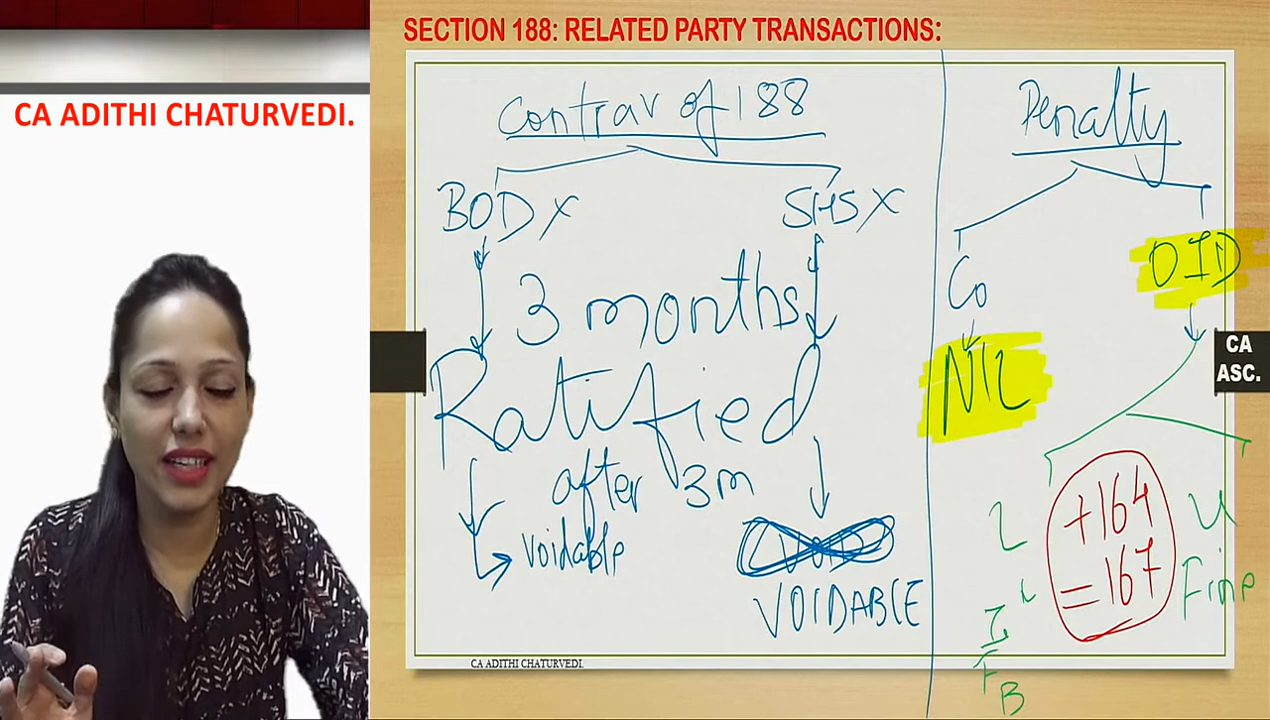 SECTION 188: RELATED PARTY TRANSACTIONS:
CA ADITHI CHATURVEDI.
Contrav of 188
BOD X
SHS X
3 months
Ratified
after 3m
voidable
VOIDABLE
Penalty
Co
NIL
OID
L
U
+164
=167
Fine
I
F
B
CA
ASC.
CA ADITHI CHATURVEDI.